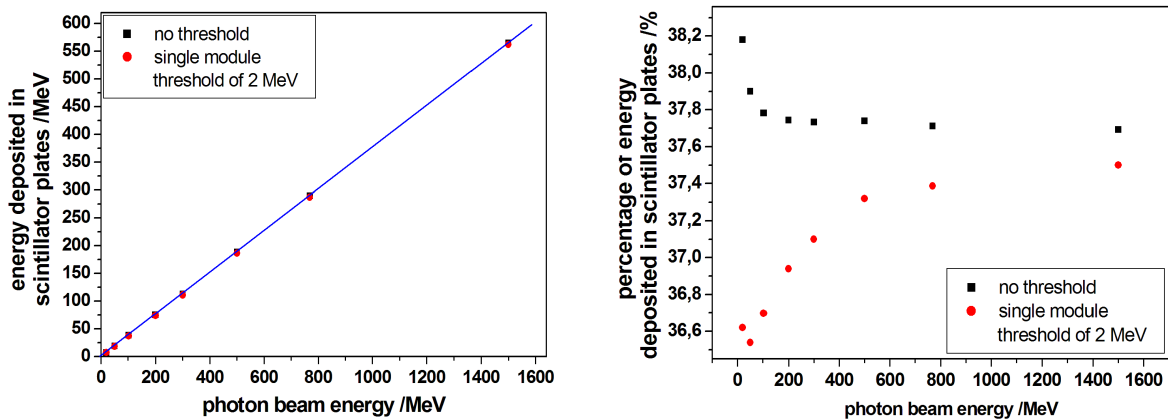 energy deposited in
scintillator plates /MeV
600
550
500
450
400
350
300
250
200
150
100
50
0
no threshold
single module
threshold of 2 MeV
0 200 400 600 800 1000 1200 1400 1600
photon beam energy /MeV
percentage of energy
deposited in scintillator plates /%
38,2
38,0
37,8
37,6
37,4
37,2
37,0
36,8
36,6
no threshold
single module
threshold of 2 MeV
0 200 400 600 800 1000 1200 1400 1600
photon beam energy /MeV